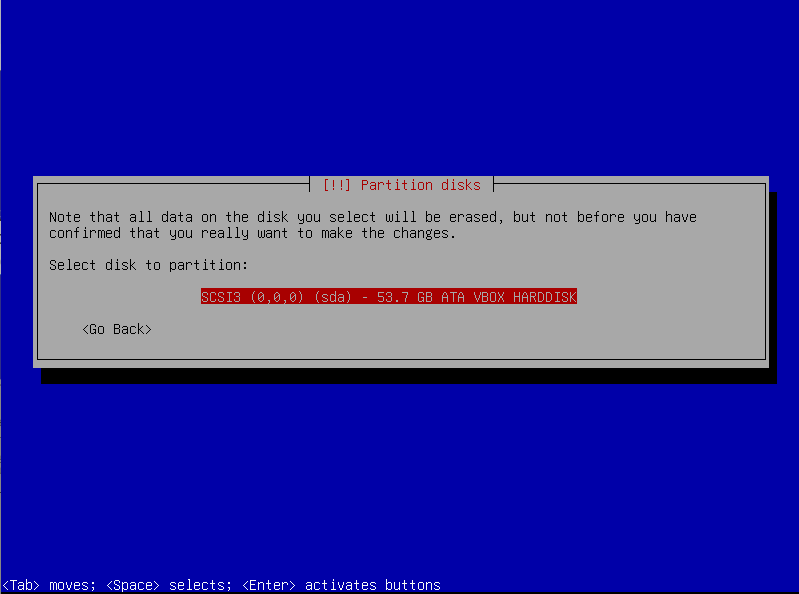 [!!] Partition disks
Note that all data on the disk you select will be erased, but not before you have
confirmed that you really want to make the changes.
Select disk to partition:
SCSI3 (0,0,0) (sda) - 53.7 GB ATA VBOX HARDDISK
<Go Back>
<Tab> moves; <Space> selects; <Enter> activates buttons